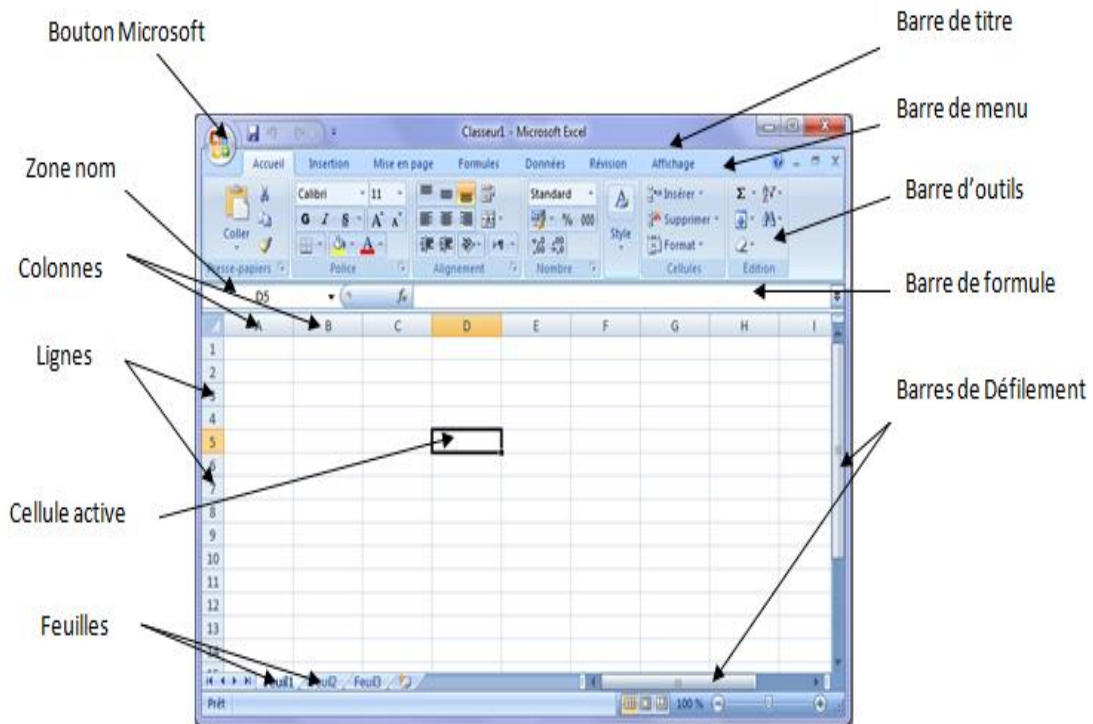 Bouton Microsoft
Barre de titre
Barre de menu
Zone nom
Barre d'outils
Colonnes
Barre de formule
Lignes
Barres de Défilement
Cellule active
Feuilles
Classeur1 - Microsoft Excel
Accueil Insertion Mise en page Formules Données Révision Affichage
Calibri 11 Standard Insérer Σ
Coller G I S A A % 000 Style Supprimer
A Format
Presse-papiers Police Alignement Nombre Cellules Édition
D5 fx
A B C D E F G H I
1
2
3
4
5
6
7
8
9
10
11
12
13
14
Feuil1 Feuil2 Feuil3
Prêt 100 %